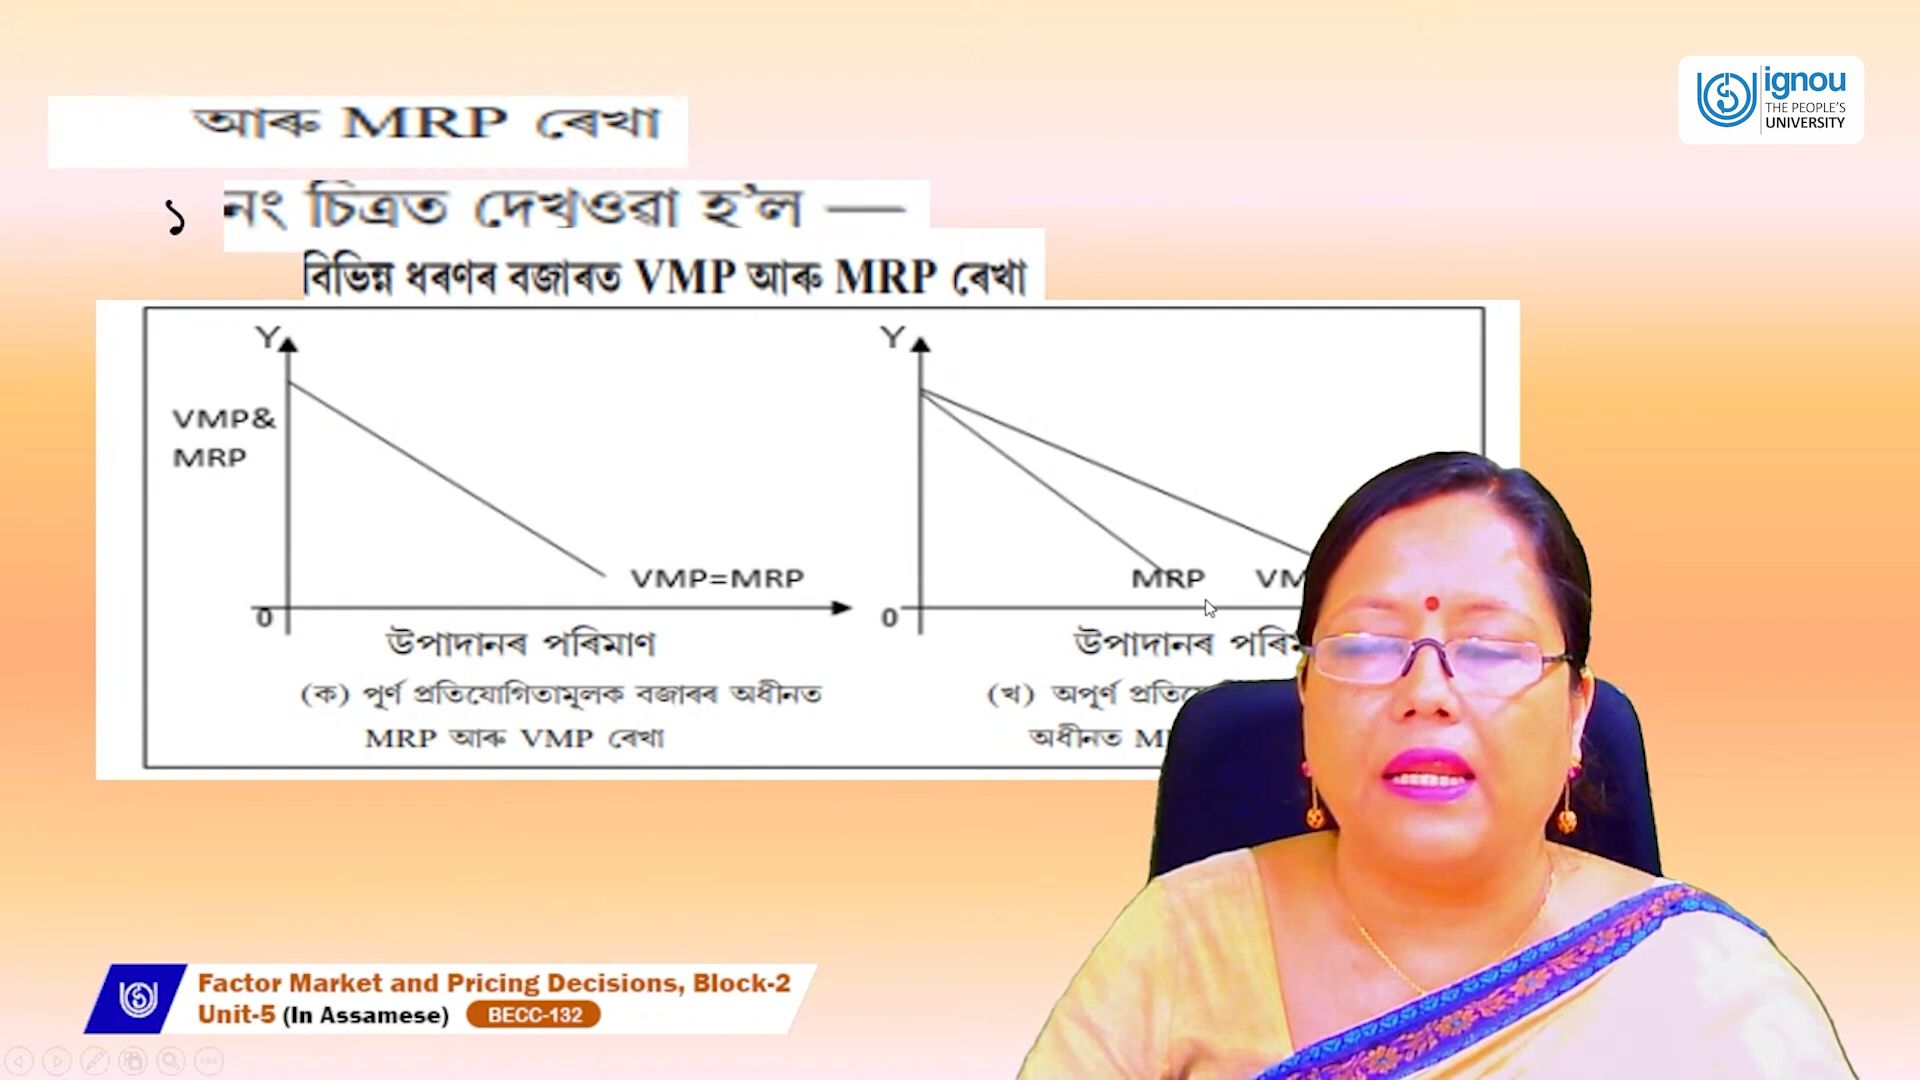 আৰু MRP ৰেখা
১ নং চিত্ৰত দেখুওৱা হ'ল —
বিভিন্ন ধৰণৰ বজাৰত VMP আৰু MRP ৰেখা
Y
VMP&
MRP
VMP=MRP
0
উপাদানৰ পৰিমাণ
(ক) পূৰ্ণ প্ৰতিযোগিতামূলক বজাৰৰ অধীনত
MRP আৰু VMP ৰেখা
Y
MRP
0
উপাদানৰ
(খ) অপূৰ্ণ
অধীনত
ignou
THE PEOPLE'S
UNIVERSITY
Factor Market and Pricing Decisions, Block-2
Unit-5 (In Assamese) BECC-132